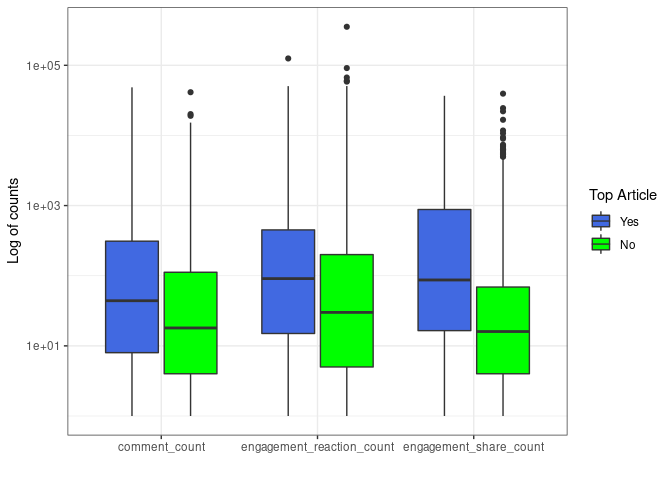 Log of counts
1e+05
1e+03
1e+01
comment_count
engagement_reaction_count
engagement_share_count
Top Article
Yes
No